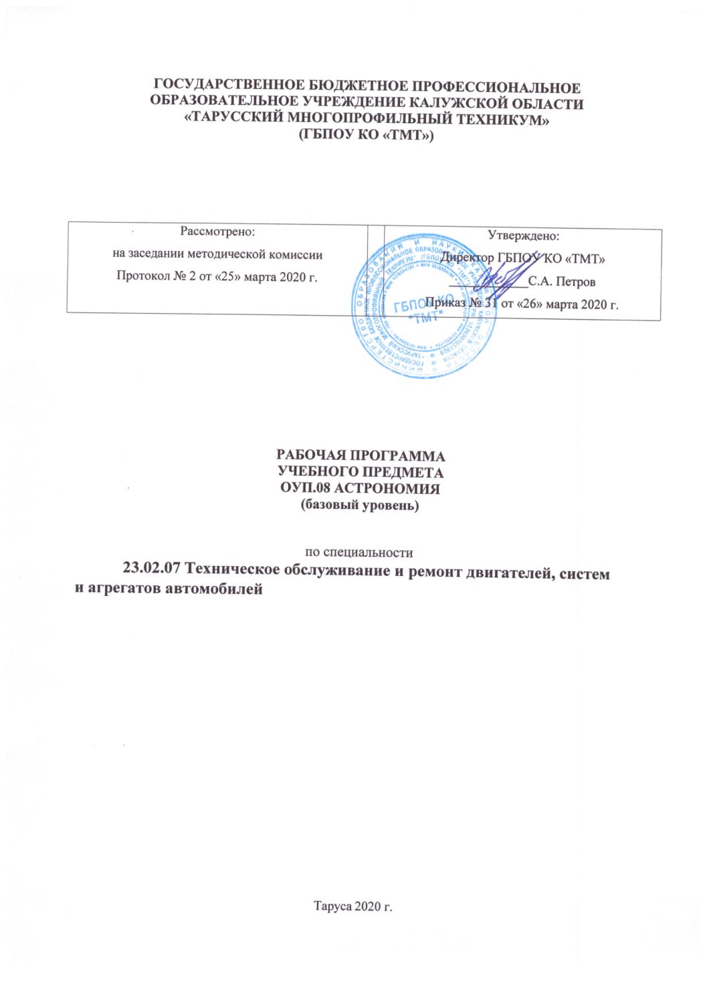 ГОСУДАРСТВЕННОЕ БЮДЖЕТНОЕ ПРОФЕССИОНАЛЬНОЕ
ОБРАЗОВАТЕЛЬНОЕ УЧРЕЖДЕНИЕ КАЛУЖСКОЙ ОБЛАСТИ
«ТАРУССКИЙ МНОГОПРОФИЛЬНЫЙ ТЕХНИКУМ»
(ГБПОУ КО «ТМТ»)
Рассмотрено:
на заседании методической комиссии
Протокол № 2 от «25» марта 2020 г.
Утверждено:
Директор ГБПОУ КО «ТМТ»
С.А. Петров
Приказ № 31 от «26» марта 2020 г.
ГБПОУ КО
"ТМТ"
РАБОЧАЯ ПРОГРАММА
УЧЕБНОГО ПРЕДМЕТА
ОУП.08 АСТРОНОМИЯ
(базовый уровень)
по специальности
23.02.07 Техническое обслуживание и ремонт двигателей, систем
и агрегатов автомобилей
Таруса 2020 г.